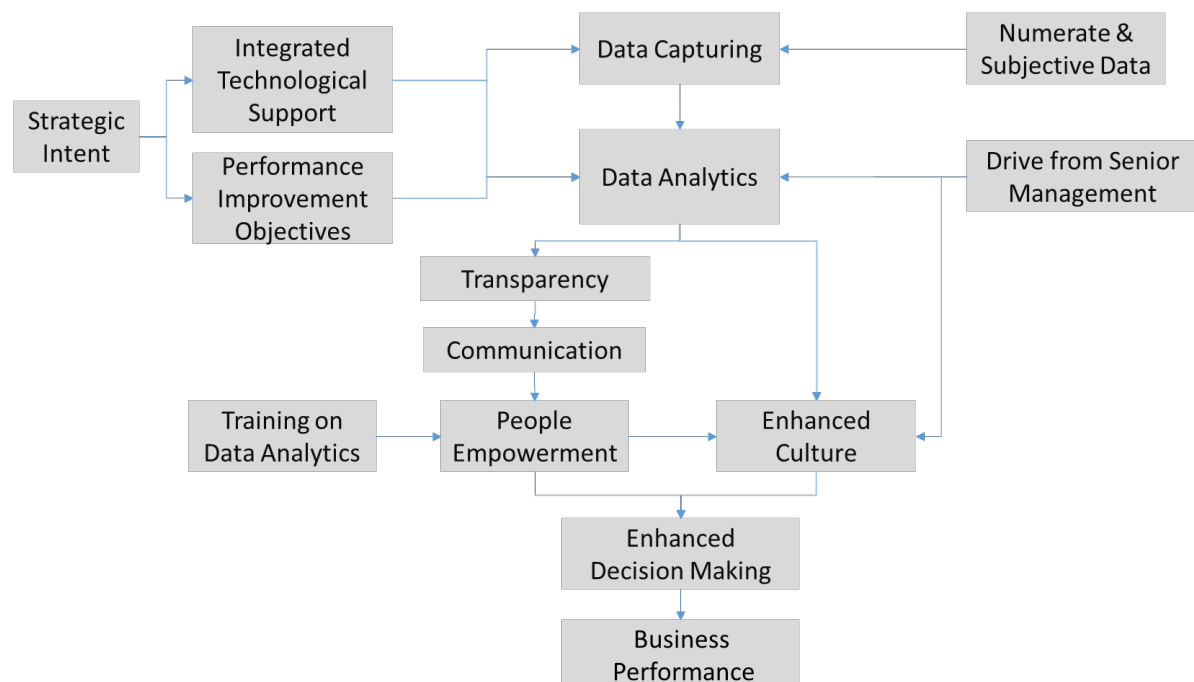 Integrated
Technological
Support
Data Capturing
Numerate &
Subjective Data
Strategic
Intent
Performance
Improvement
Objectives
Data Analytics
Drive from Senior
Management
Transparency
Communication
Training on
Data Analytics
People
Empowerment
Enhanced
Culture
Enhanced
Decision Making
Business
Performance